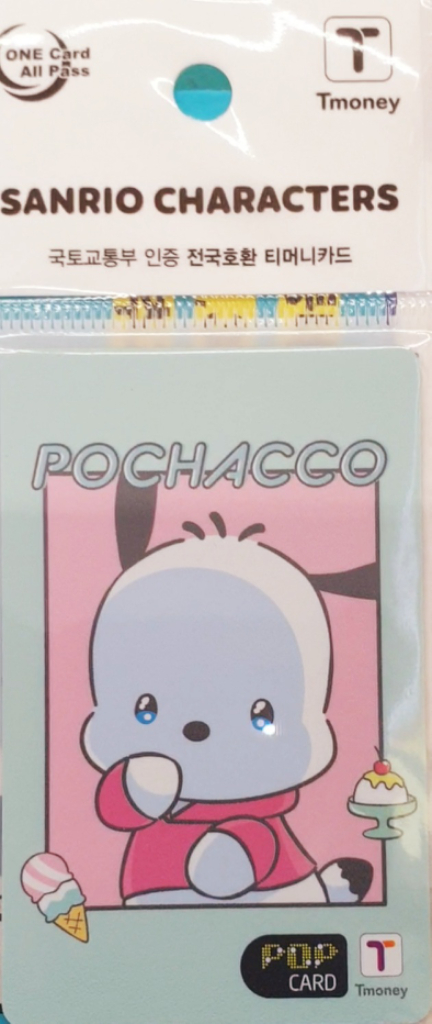 ONE Card
All Pass
Tmoney
SANRIO CHARACTERS
국토교통부 인증 전국호환 티머니카드
POCHACCO
POP
CARD
Tmoney